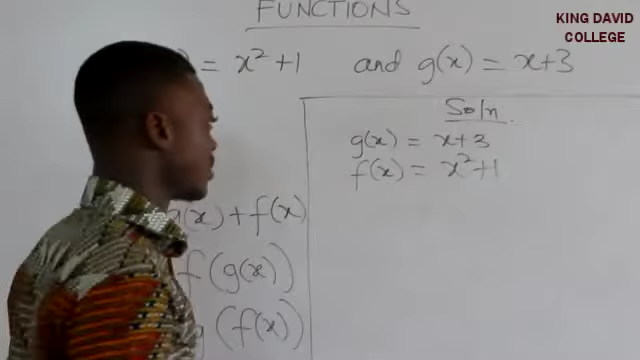 FUNCTIONS
KING DAVID
COLLEGE
) = x² + 1 and g(x) = x+3
Soln
g(x) = x+3
f(x) = x²+1
g(x) + f(x)
f(g(x))
(f(x))